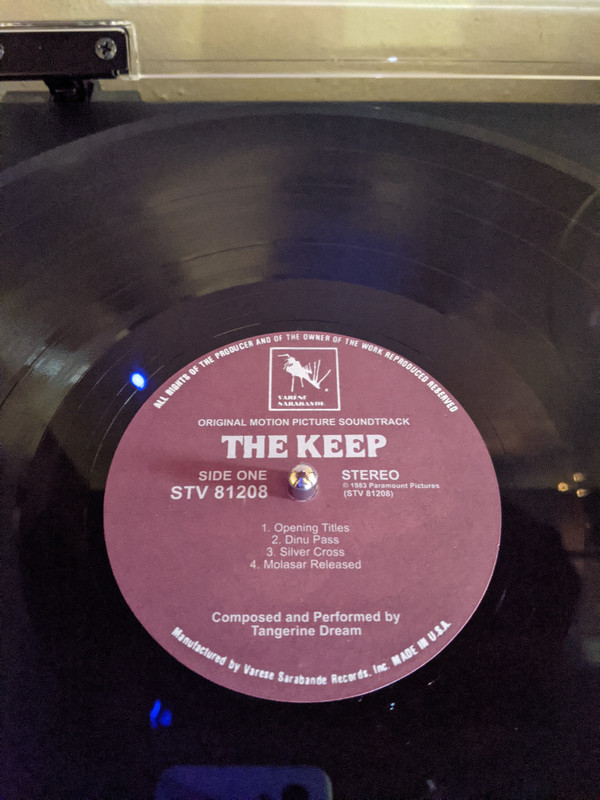 ALL RIGHTS OF THE PRODUCER AND OF THE OWNER OF THE WORK REPRODUCED RESERVED
VARESE
SARABANDE
ORIGINAL MOTION PICTURE SOUNDTRACK
THE KEEP
SIDE ONE
STV 81208
STEREO
© 1983 Paramount Pictures
(STV 81208)
1. Opening Titles
2. Dinu Pass
3. Silver Cross
4. Molasar Released
Composed and Performed by
Tangerine Dream
Manufactured by Varese Sarabande Records, Inc. MADE IN U.S.A.